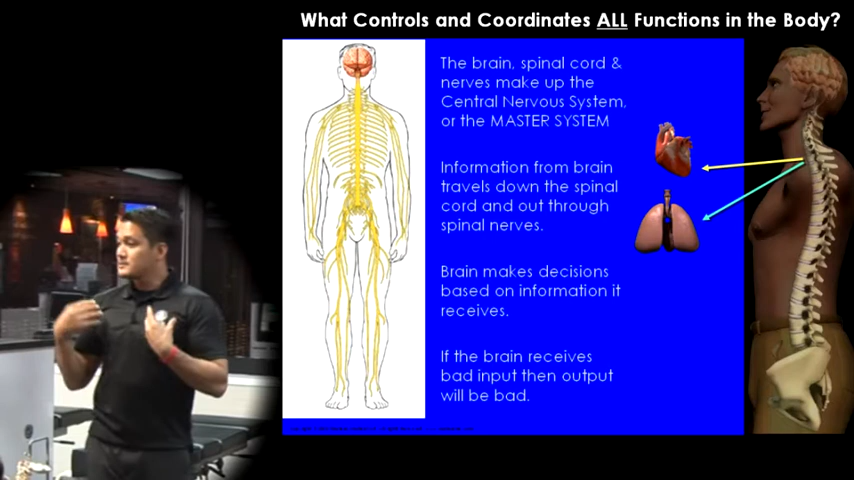 What Controls and Coordinates ALL Functions in the Body?
The brain, spinal cord &
nerves make up the
Central Nervous System,
or the MASTER SYSTEM
Information from brain
travels down the spinal
cord and out through
spinal nerves.
Brain makes decisions
based on information it
receives.
If the brain receives
bad input then output
will be bad.